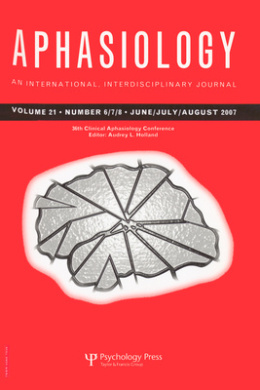 APHASIOLOGY
AN INTERNATIONAL, INTERDISCIPLINARY JOURNAL
VOLUME 21 • NUMBER 6/7/8 • JUNE/JULY/AUGUST 2007
36th Clinical Aphasiology Conference
Editor: Audrey L. Holland
Psychology Press
Taylor & Francis Group